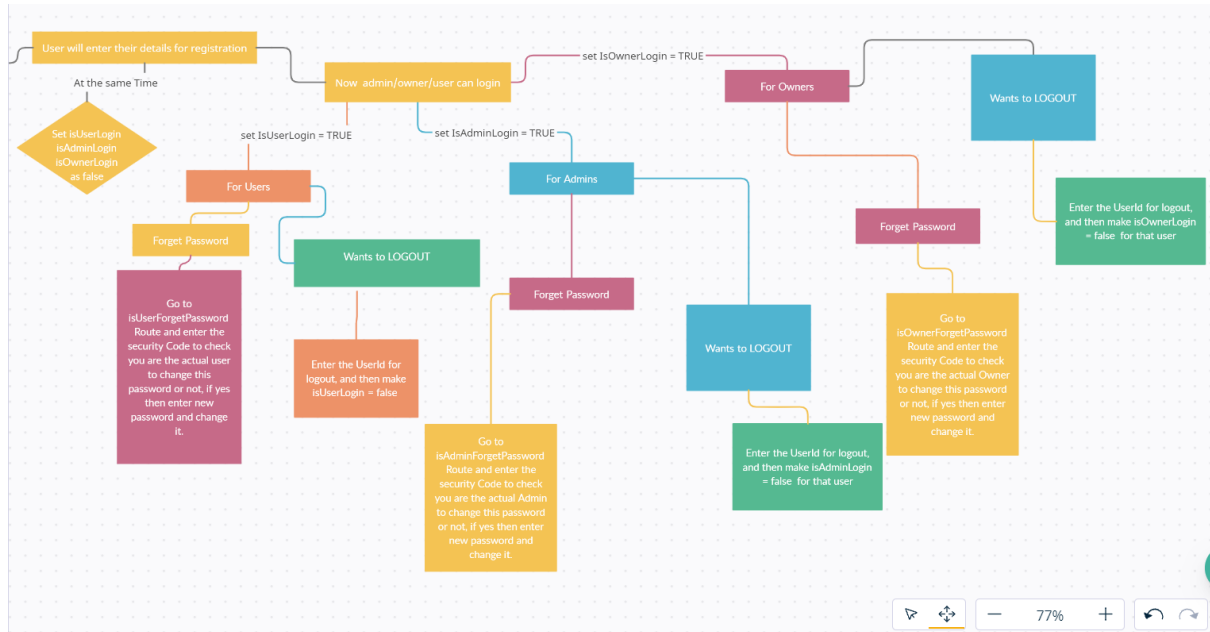 User will enter their details for registration
At the same Time
Set isUserLogin
isAdminLogin
isOwnerLogin
as false
Now admin/owner/user can login
set IsOwnerLogin = TRUE
set IsUserLogin = TRUE
set IsAdminLogin = TRUE
For Owners
Wants to LOGOUT
Enter the UserId for logout,
and then make isOwnerLogin
= false for that user
Forget Password
Go to
isOwnerForgetPassword
Route and enter the
security Code to check
you are the actual Owner
to change this password
or not, if yes then enter
new password and
change it.
For Users
Forget Password
Go to
isUserForgetPassword
Route and enter the
security Code to check
you are the actual user
to change this
password or not, if yes
then enter new
password and change
it.
Wants to LOGOUT
Enter the UserId for
logout, and then make
isUserLogin = false
For Admins
Forget Password
Go to
isAdminForgetPassword
Route and enter the
security Code to check
you are the actual Admin
to change this password
or not, if yes then enter
new password and
change it.
Wants to LOGOUT
Enter the UserId for logout,
and then make isAdminLogin
= false for that user
77%